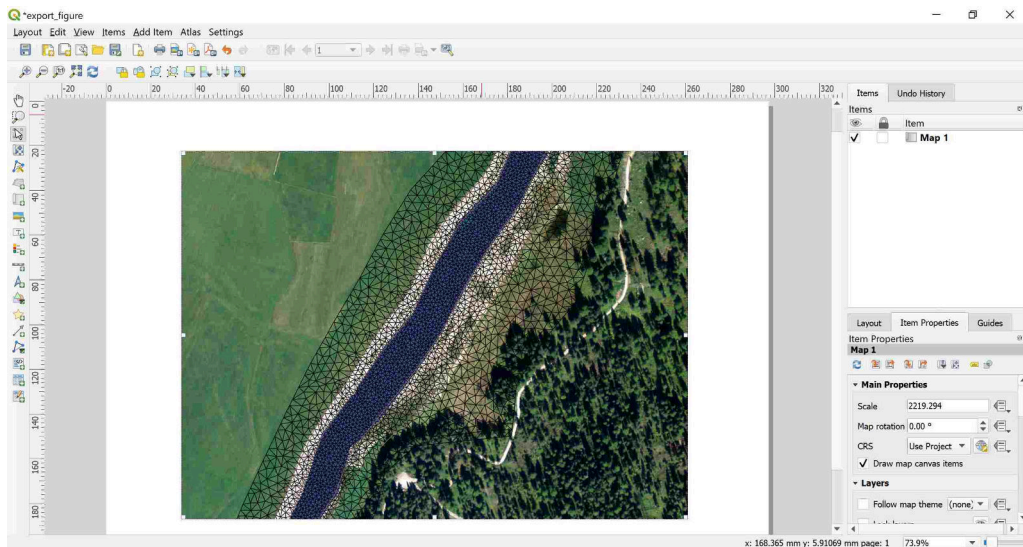 *export_figure
Layout Edit View Items Add Item Atlas Settings
1
-20 0 20 40 60 80 100 120 140 160 180 200 220 240 260 280 300 320
0
20
40
60
80
100
120
140
160
180
Items Undo History
Items
Item
Map 1
Layout Item Properties Guides
Item Properties
Map 1
Main Properties
Scale 2219.294
Map rotation 0.00 °
CRS Use Project
Draw map canvas items
Layers
Follow map theme (none)
x: 168.365 mm y: 5.91069 mm page: 1 73.9%